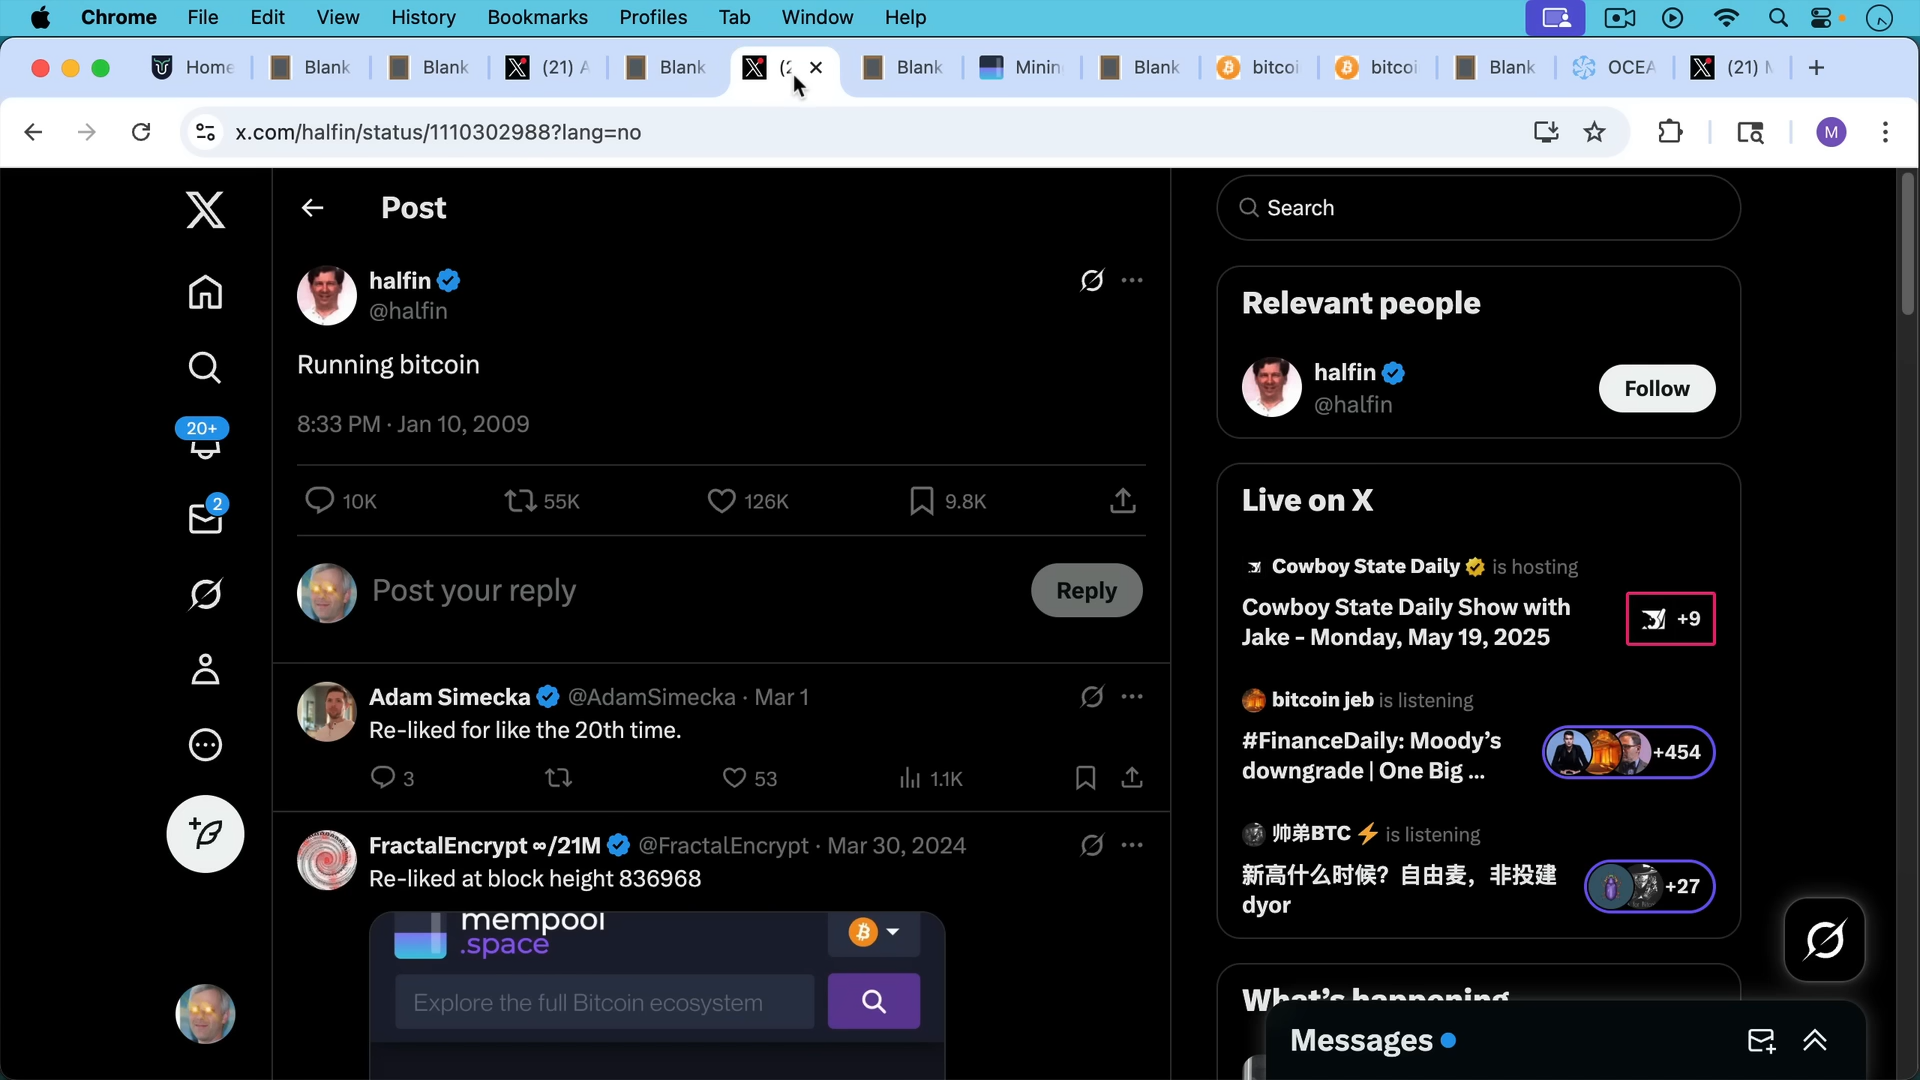 Chrome File Edit View History Bookmarks Profiles Tab Window Help
Home Blank Blank (21) A Blank (2 Blank Minin Blank bitcoi bitcoi Blank OCEA (21) M
x.com/halfin/status/1110302988?lang=no
M
Post
halfin
@halfin
Running bitcoin
8:33 PM · Jan 10, 2009
10K 55K 126K 9.8K
Post your reply
Reply
Adam Simecka @AdamSimecka · Mar 1
Re-liked for like the 20th time.
3 53 1.1K
FractalEncrypt ∞/21M @FractalEncrypt · Mar 30, 2024
Re-liked at block height 836968
mempool
.space
Explore the full Bitcoin ecosystem
20+
2
Search
Relevant people
halfin
@halfin
Follow
Live on X
Cowboy State Daily is hosting
Cowboy State Daily Show with
Jake - Monday, May 19, 2025
+9
bitcoin jeb is listening
#FinanceDaily: Moody's
downgrade | One Big ...
+454
帅弟BTC ⚡ is listening
新高什么时候？自由麦，非投建
dyor
+27
What's happening
Messages